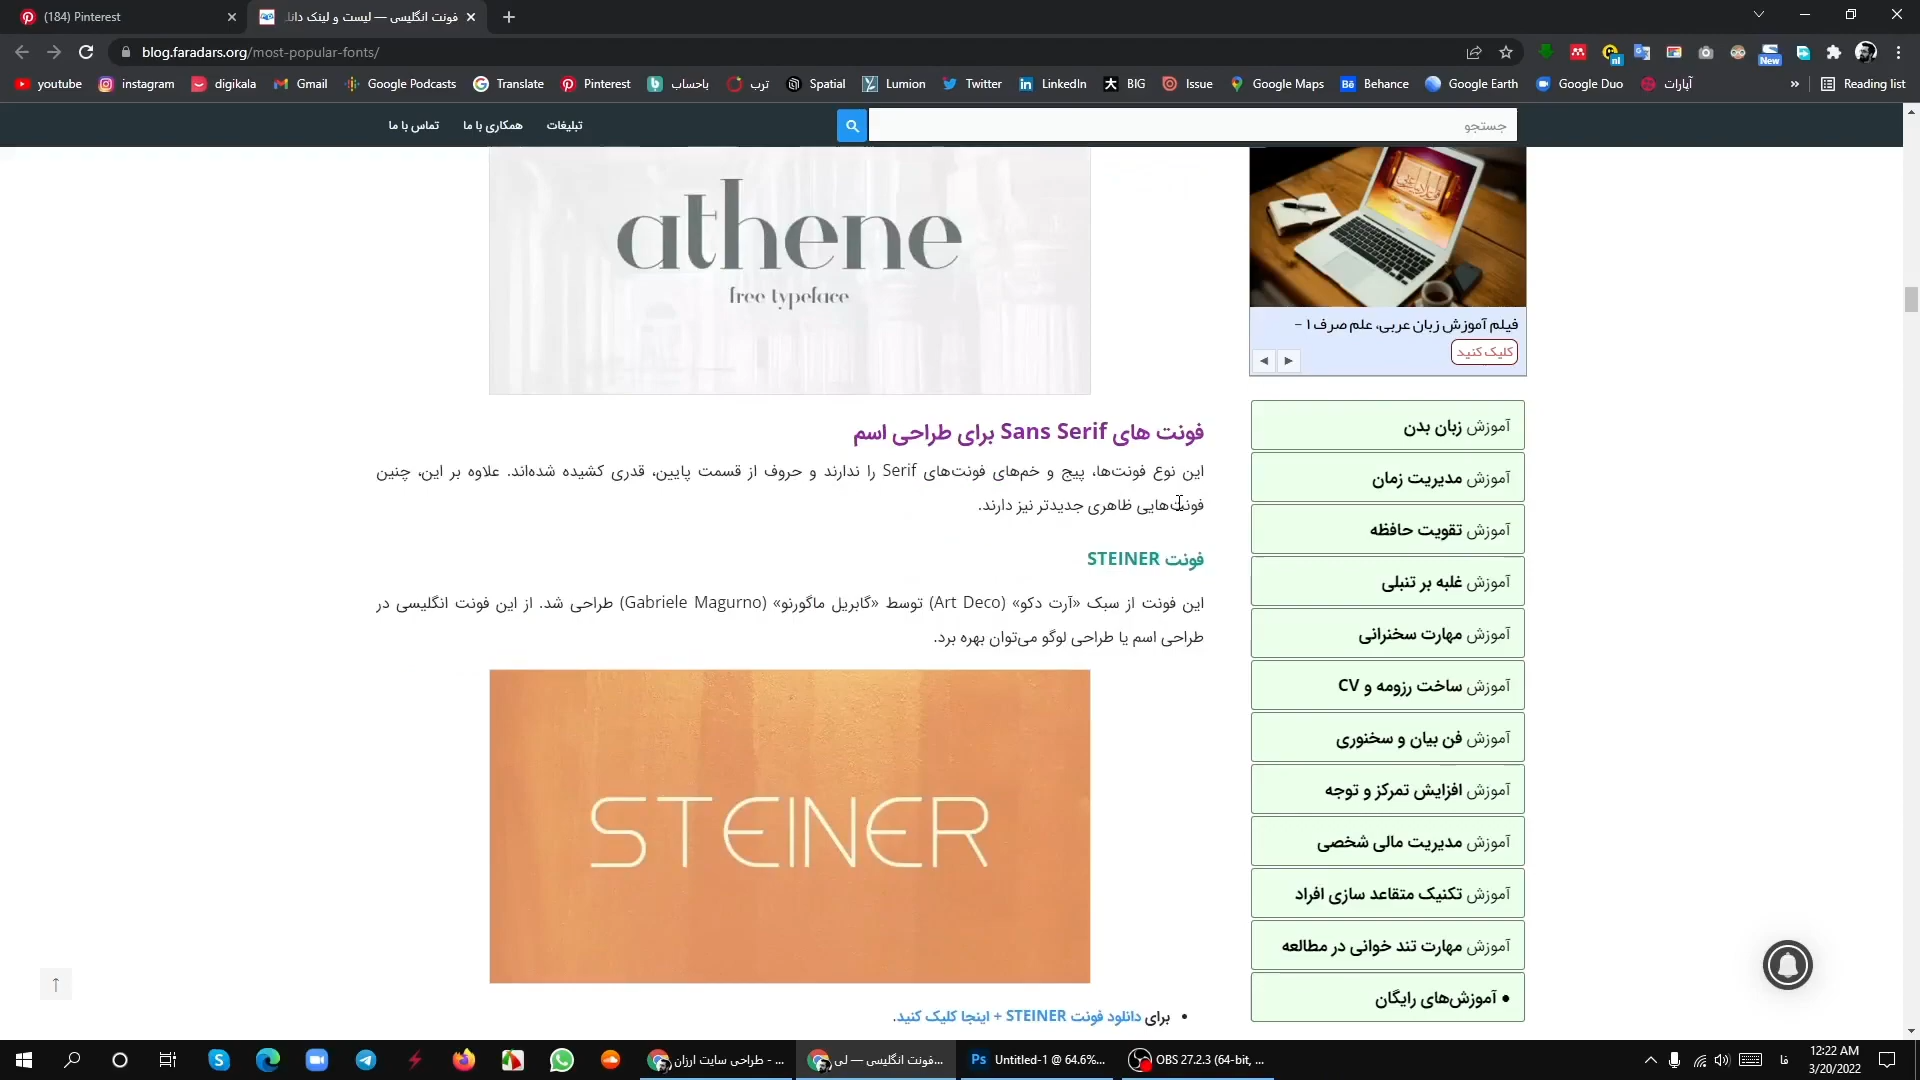 (184) Pinterest
فونت انگلیسی — لیست و لینک دانل
blog.faradars.org/most-popular-fonts/
nl
New
youtube
instagram
digikala
Gmail
Google Podcasts
Translate
Pinterest
باحساب
ترب
Spatial
Lumion
Twitter
LinkedIn
BIG
Issue
Google Maps
Behance
Google Earth
Google Duo
آپارات
»
Reading list
جستجو
تبلیغات
همکاری با ما
تماس با ما
athene
free typeface
فونت های Sans Serif برای طراحی اسم
این نوع فونت‌ها، پیچ و خم‌های فونت‌های Serif را ندارند و حروف از قسمت پایین، قدری کشیده شده‌اند. علاوه بر این، چنین
فونت‌هایی ظاهری جدیدتر نیز دارند.
فونت STEINER
این فونت از سبک «آرت دکو» (Art Deco) توسط «گابریل ماگورنو» (Gabriele Magurno) طراحی شد. از این فونت انگلیسی در
طراحی اسم یا طراحی لوگو می‌توان بهره برد.
STEINER
برای دانلود فونت STEINER + اینجا کلیک کنید.
فیلم آموزش زبان عربی، علم صرف ۱ –
کلیک کنید
آموزش زبان بدن
آموزش مدیریت زمان
آموزش تقویت حافظه
آموزش غلبه بر تنبلی
آموزش مهارت سخنرانی
آموزش ساخت رزومه و CV
آموزش فن بیان و سخنوری
آموزش افزایش تمرکز و توجه
آموزش مدیریت مالی شخصی
آموزش تکنیک متقاعد سازی افراد
آموزش مهارت تند خوانی در مطالعه
● آموزش‌های رایگان
طراحی سایت ارزان - ...
فونت انگلیسی — لی...
Ps Untitled-1 @ 64.6%...
OBS 27.2.3 (64-bit, ...
فا
12:22 AM
3/20/2022